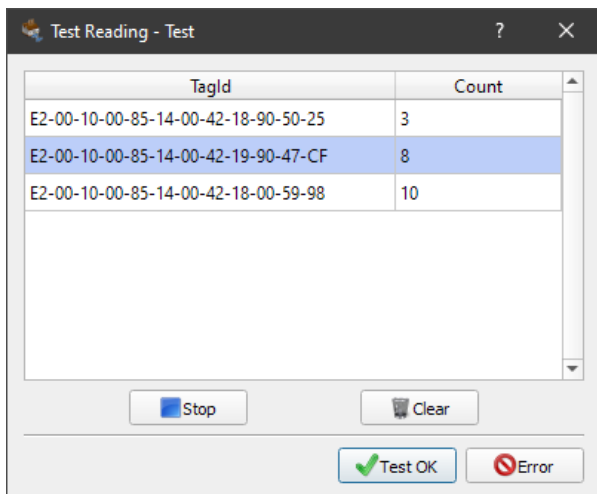 Test Reading - Test
TagId Count
E2-00-10-00-85-14-00-42-18-90-50-25 3
E2-00-10-00-85-14-00-42-19-90-47-CF 8
E2-00-10-00-85-14-00-42-18-00-59-98 10
Stop Clear
Test OK Error